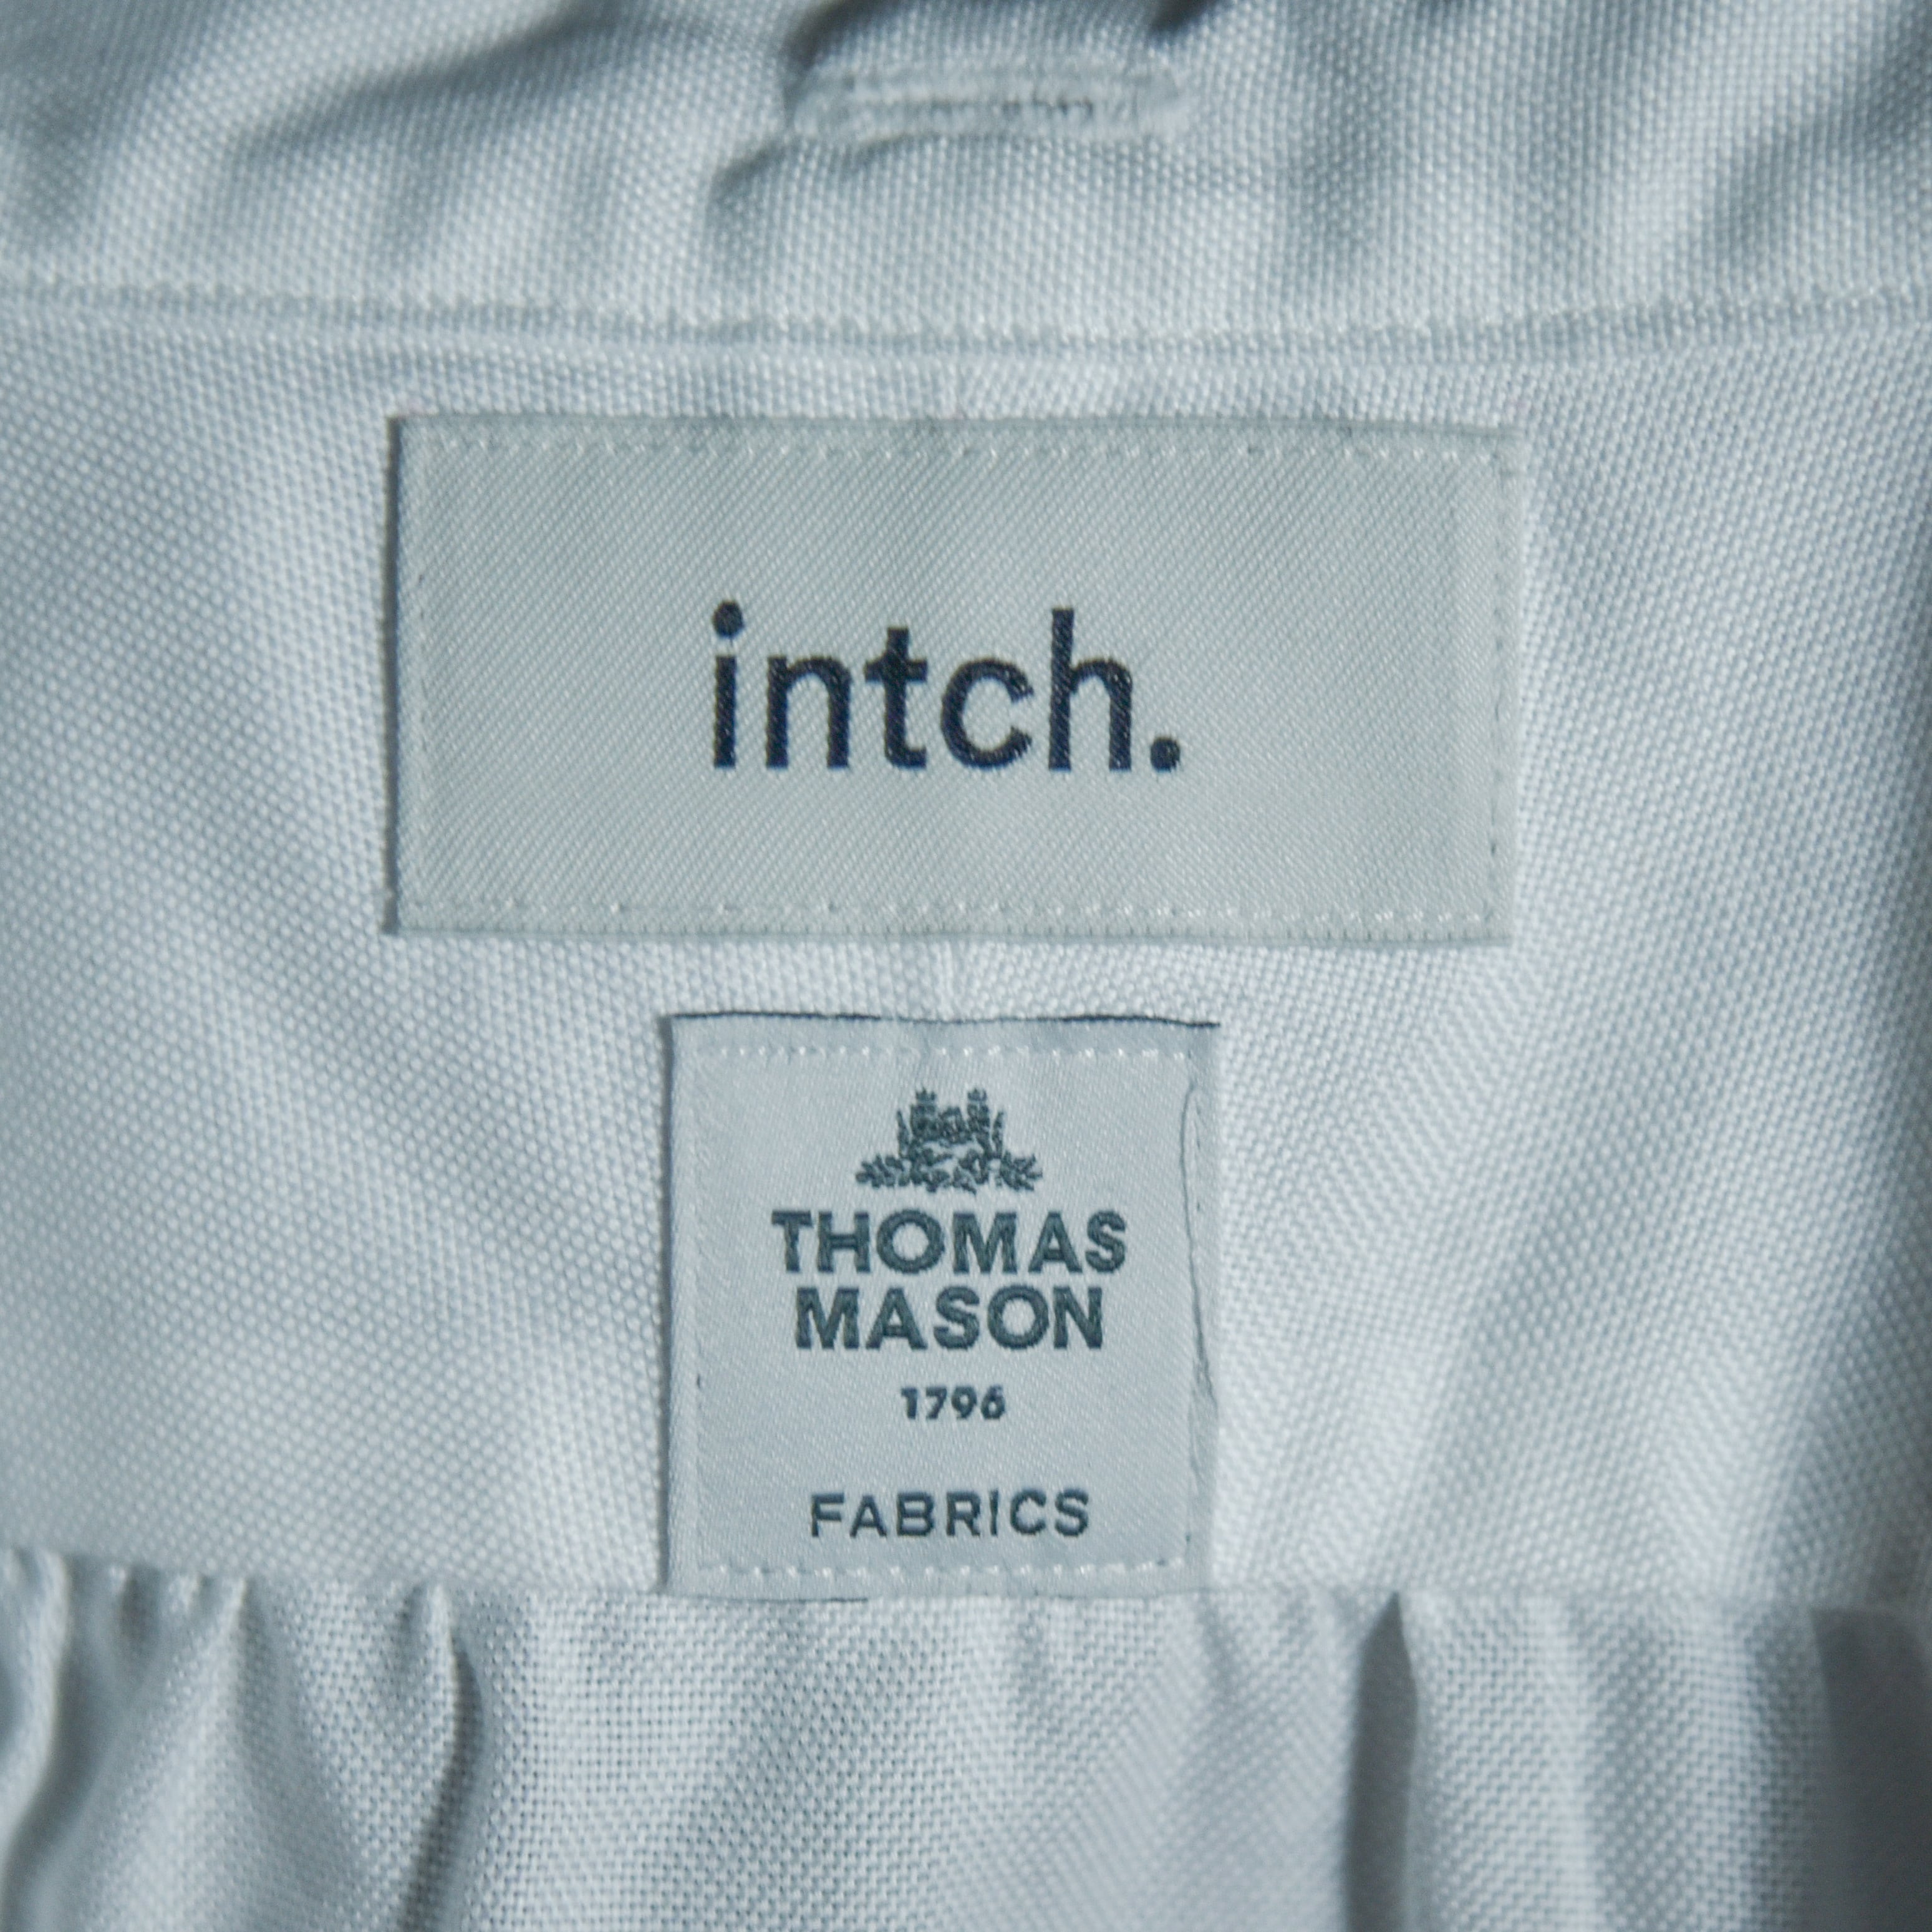 intch.
THOMAS
MASON
1796
FABRICS